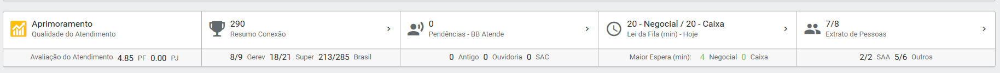 Aprimoramento
Qualidade do Atendimento
Avaliação do Atendimento 4.85 PF 0.00 PJ
290
Resumo Conexão
8/9 Gerev 18/21 Super 213/285 Brasil
0
Pendências - BB Atende
0 Antigo 0 Ouvidoria 0 SAC
20 - Negocial / 20 - Caixa
Lei da Fila (min) - Hoje
Maior Espera (min): 4 Negocial 0 Caixa
7/8
Extrato de Pessoas
2/2 SAA 5/6 Outros